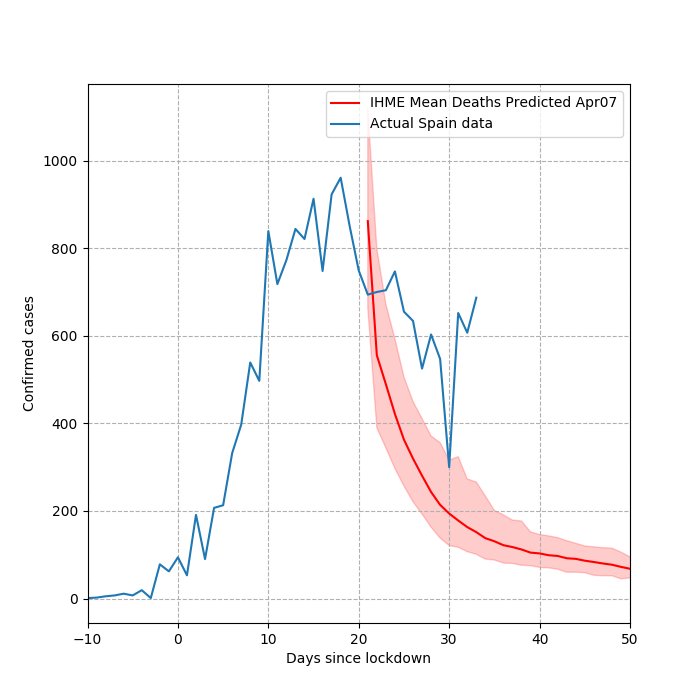 IHME Mean Deaths Predicted Apr07
Actual Spain data
1000
800
600
400
200
0
Confirmed cases
−10 0 10 20 30 40 50
Days since lockdown